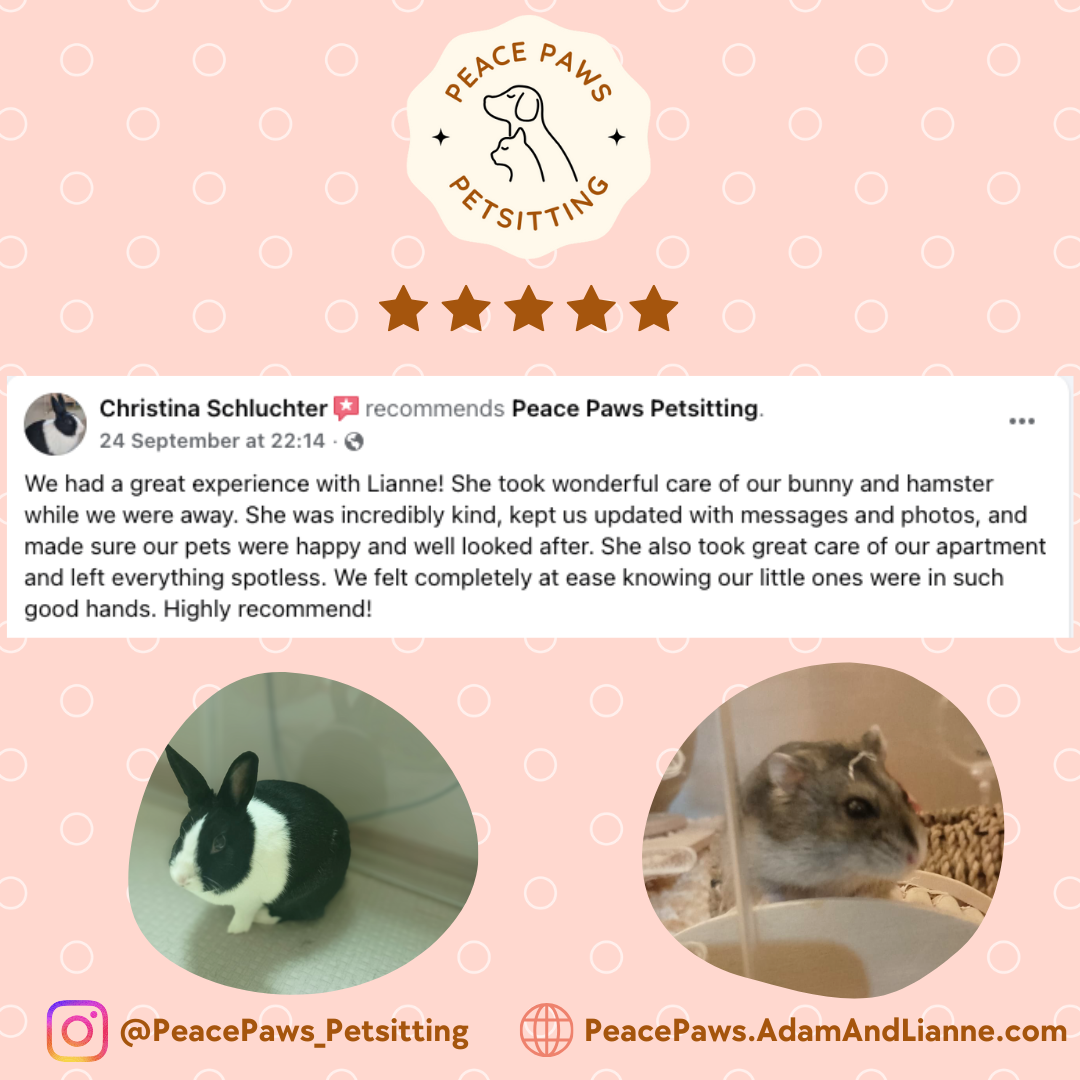 PEACE PAWS
PETSITTING
Christina Schluchter recommends Peace Paws Petsitting.
24 September at 22:14 ·
We had a great experience with Lianne! She took wonderful care of our bunny and hamster
while we were away. She was incredibly kind, kept us updated with messages and photos, and
made sure our pets were happy and well looked after. She also took great care of our apartment
and left everything spotless. We felt completely at ease knowing our little ones were in such
good hands. Highly recommend!
@PeacePaws_Petsitting
PeacePaws.AdamAndLianne.com